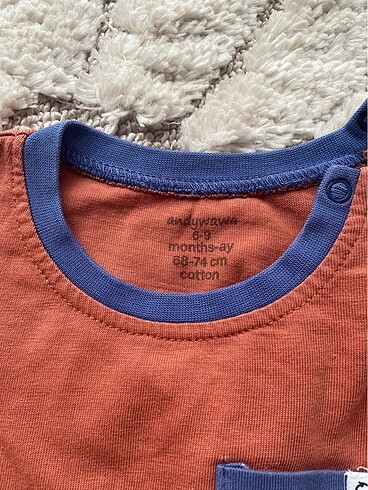 andywawa
6-9
months-ay
68-74 cm
cotton